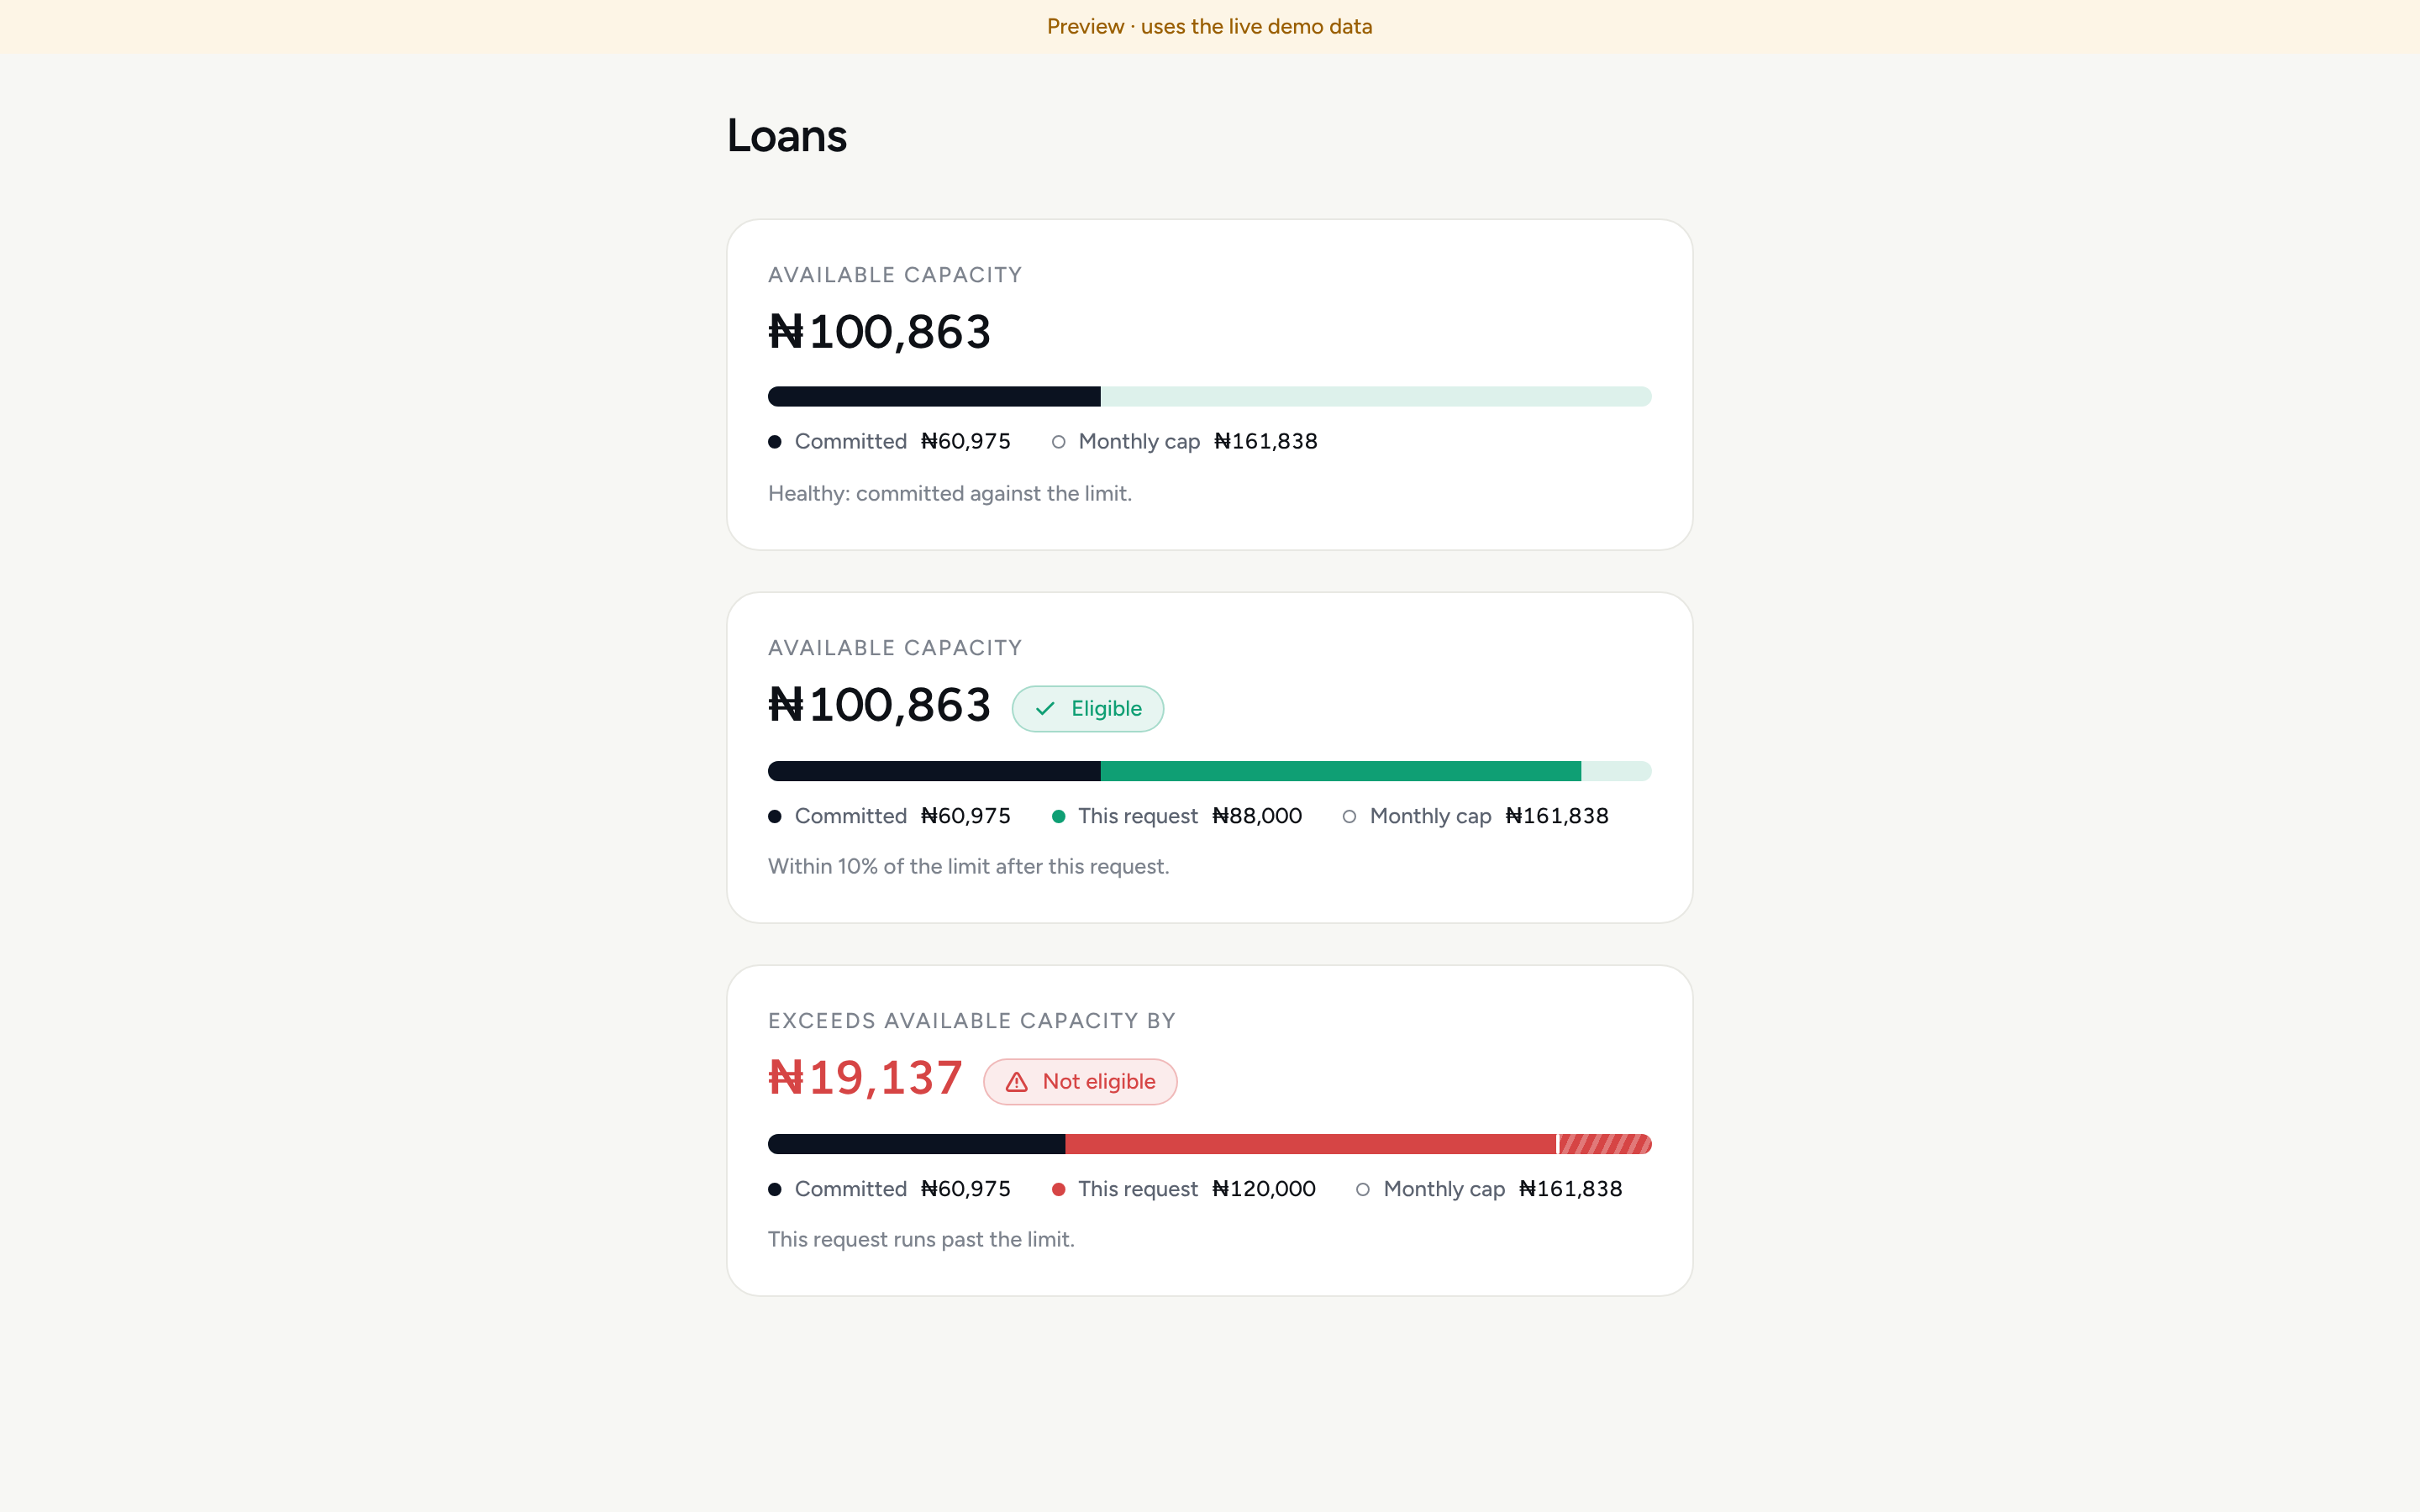 Preview · uses the live demo data
Loans
AVAILABLE CAPACITY
₦100,863
Committed ₦60,975 Monthly cap ₦161,838
Healthy: committed against the limit.
AVAILABLE CAPACITY
₦100,863 Eligible
Committed ₦60,975 This request ₦88,000 Monthly cap ₦161,838
Within 10% of the limit after this request.
EXCEEDS AVAILABLE CAPACITY BY
₦19,137 Not eligible
Committed ₦60,975 This request ₦120,000 Monthly cap ₦161,838
This request runs past the limit.